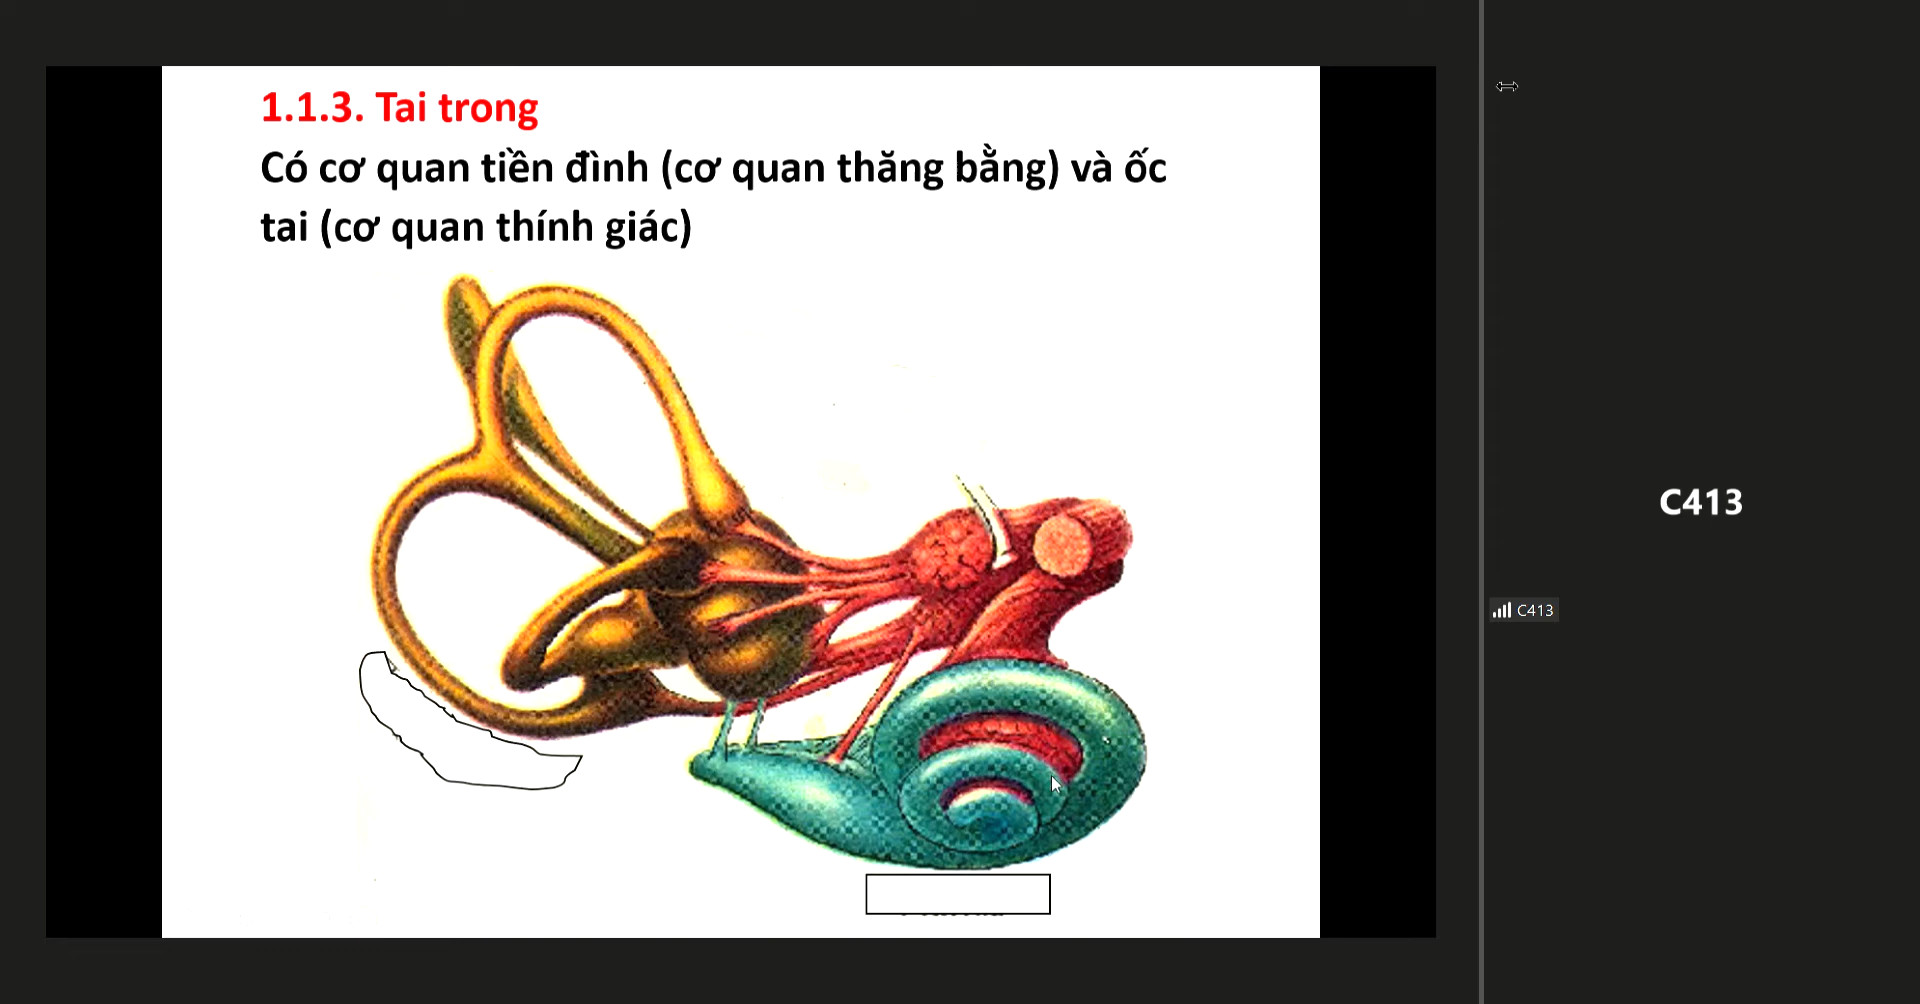 1.1.3. Tai trong
Có cơ quan tiền đình (cơ quan thăng bằng) và ốc
tai (cơ quan thính giác)
C413
C413